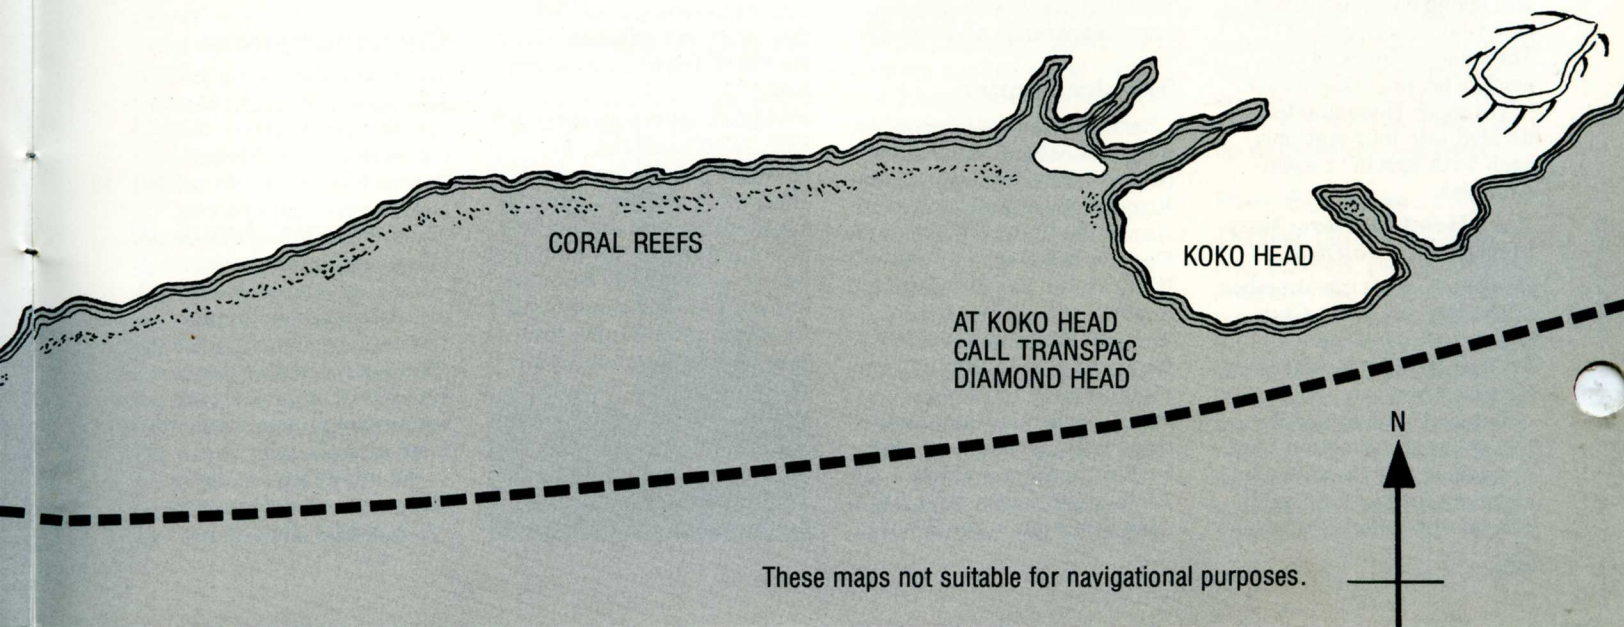 CORAL REEFS
KOKO HEAD
AT KOKO HEAD
CALL TRANSPAC
DIAMOND HEAD
N
These maps not suitable for navigational purposes.